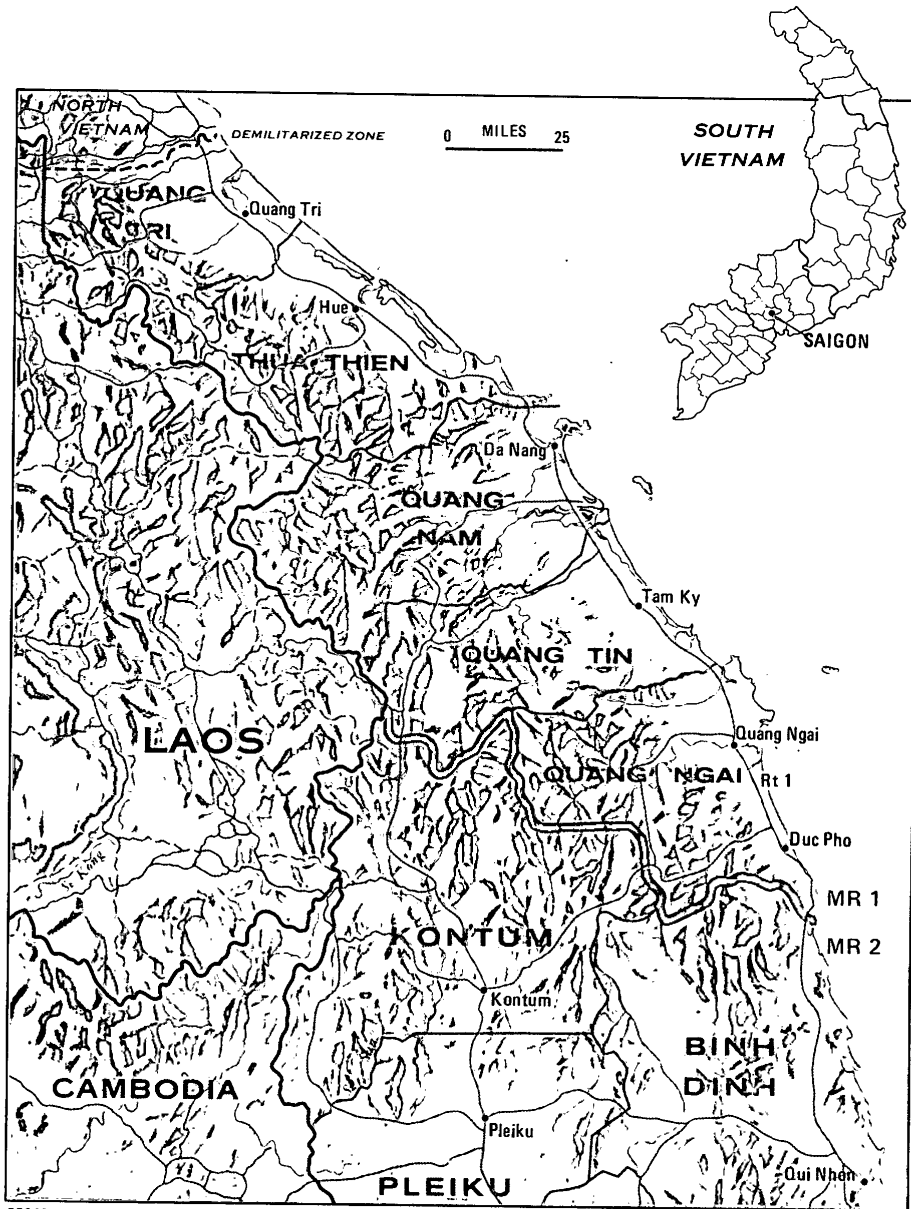 NORTH
VIETNAM
DEMILITARIZED ZONE
0 MILES 25
SOUTH
VIETNAM
SAIGON
QUANG
TRI
Quang Tri
Hue
THUA THIEN
Da Nang
QUANG
NAM
Tam Ky
QUANG TIN
LAOS
Quang Ngai
QUANG NGAI
Rt 1
Duc Pho
Kong
MR 1
MR 2
KONTUM
Kontum
BINH
DINH
CAMBODIA
Pleiku
PLEIKU
Qui Nhon